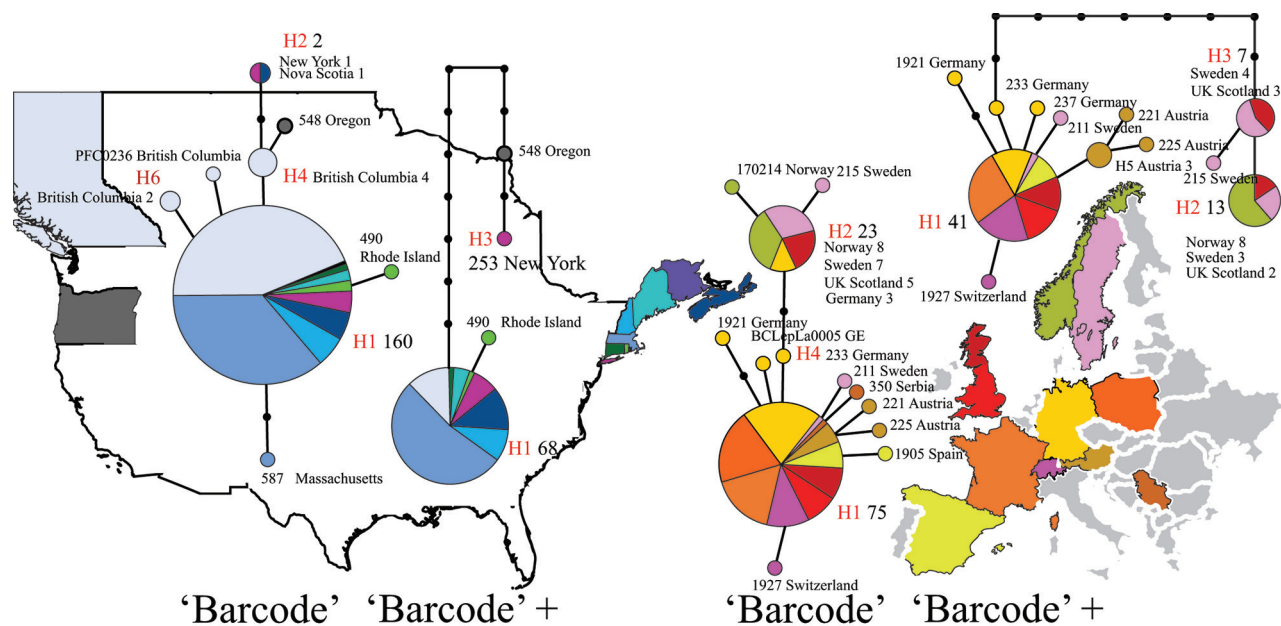 H2 2
New York 1
Nova Scotia 1
548 Oregon
PFC0236 British Columbia
H6
British Columbia 2
H4 British Columbia 4
490
Rhode Island
H1 160
587 Massachusetts
548 Oregon
H3
253 New York
490 Rhode Island
H1 68
170214 Norway
215 Sweden
H2 23
Norway 8
Sweden 7
UK Scotland 5
Germany 3
1921 Germany
BCLepLa0005 GE
H4
233 Germany
211 Sweden
350 Serbia
221 Austria
225 Austria
1905 Spain
H1 75
1927 Switzerland
1921 Germany
233 Germany
237 Germany
211 Sweden
221 Austria
225 Austria
H5 Austria 3
H1 41
1927 Switzerland
H3 7
Sweden 4
UK Scotland 3
215 Sweden
H2 13
Norway 8
Sweden 3
UK Scotland 2
‘Barcode’ ‘Barcode’ + ‘Barcode’ ‘Barcode’ +